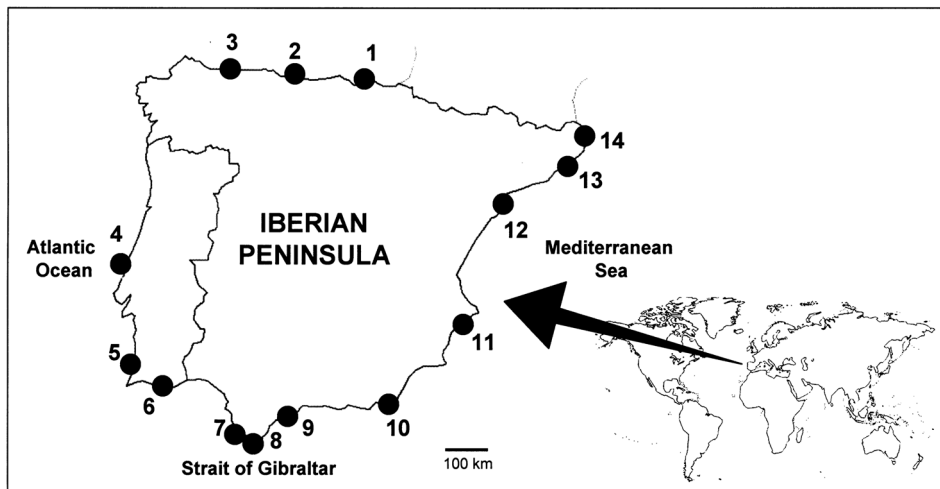 3
2
1
14
13
12
IBERIAN
PENINSULA
4
Atlantic
Ocean
Mediterranean
Sea
11
5
6
7
8
9
10
Strait of Gibraltar
100 km